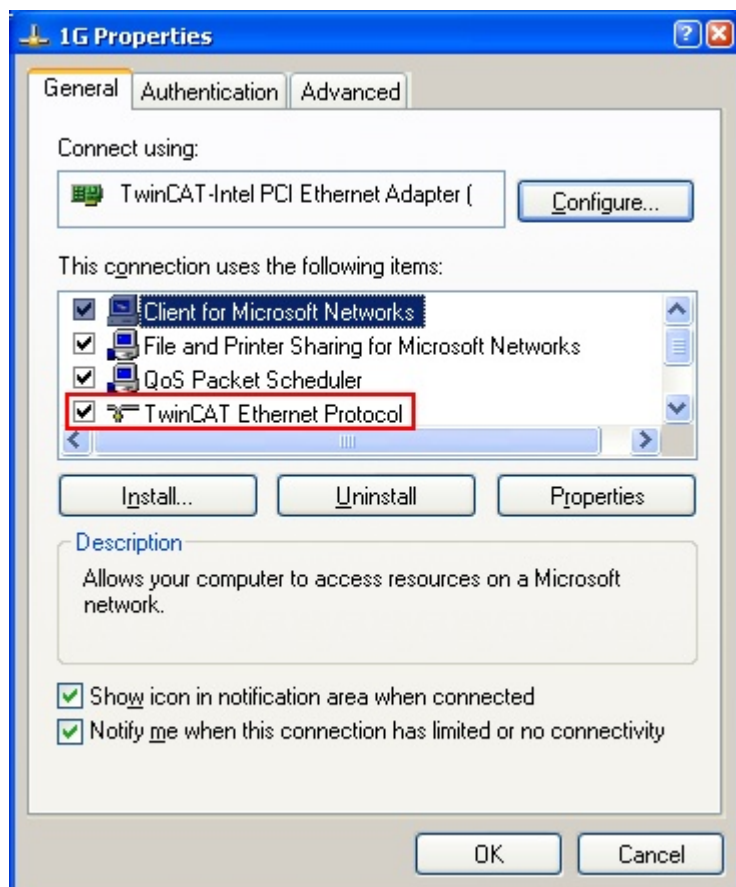 1G Properties
General
Authentication
Advanced
Connect using:
TwinCAT-Intel PCI Ethernet Adapter (
Configure...
This connection uses the following items:
Client for Microsoft Networks
File and Printer Sharing for Microsoft Networks
QoS Packet Scheduler
TwinCAT Ethernet Protocol
Install...
Uninstall
Properties
Description
Allows your computer to access resources on a Microsoft
network.
Show icon in notification area when connected
Notify me when this connection has limited or no connectivity
OK
Cancel